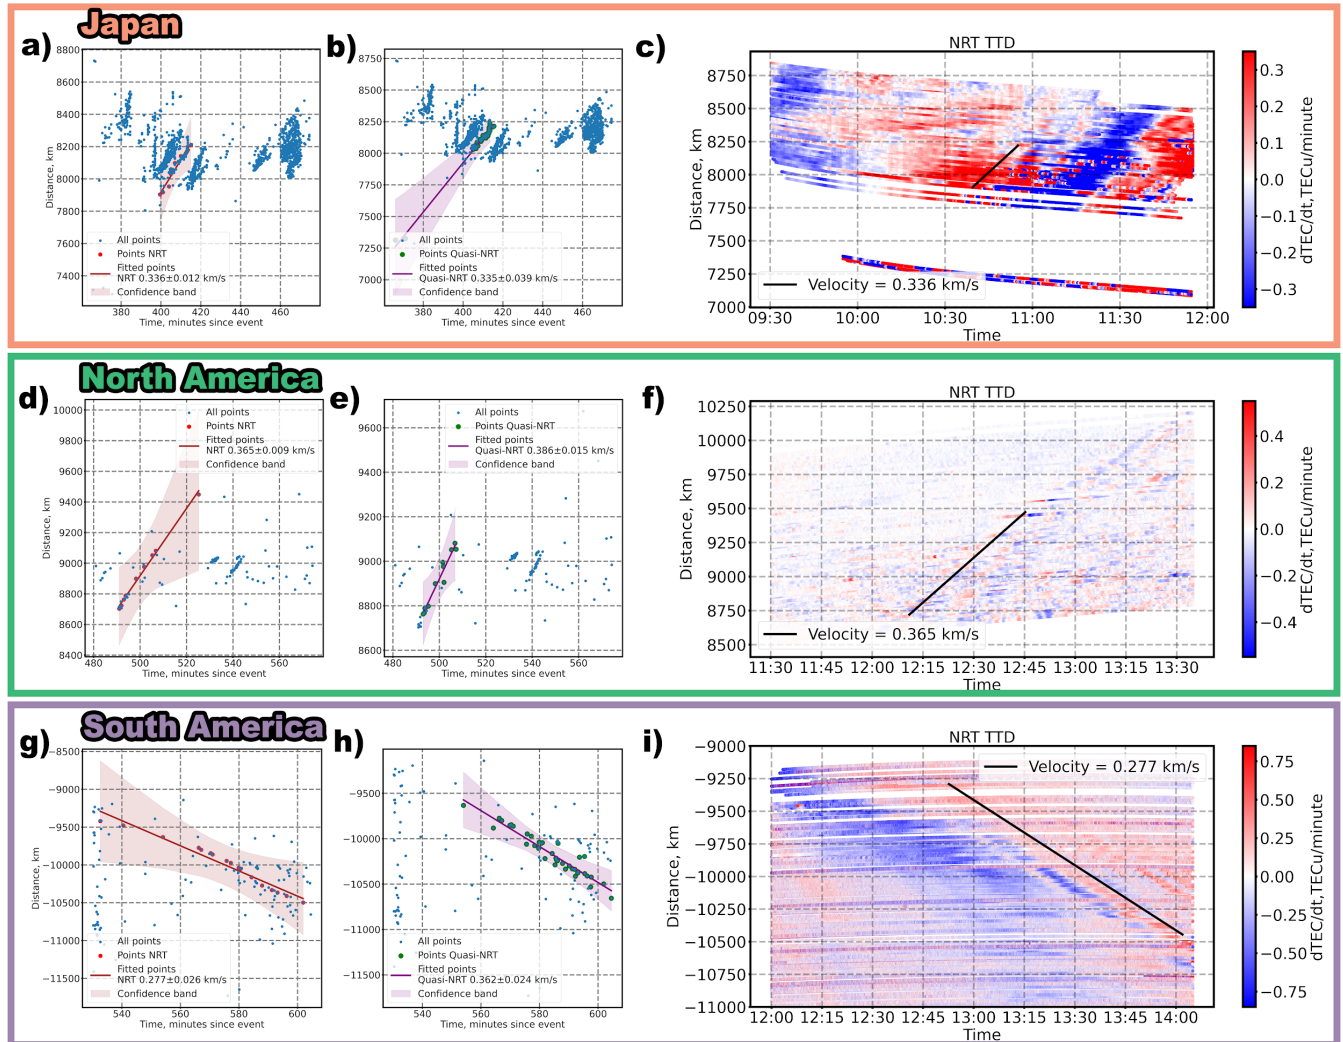 Japan
a)
8800
8600
8400
8200
8000
7800
7600
7400
Distance, km
380 400 420 440 460
Time, minutes since event
All points
Points NRT
Fitted points
NRT 0.336±0.012 km/s
Confidence band
b)
8750
8500
8250
8000
7750
7500
7250
7000
380 400 420 440 460
Time, minutes since event
All points
Points Quasi-NRT
Fitted points
Quasi-NRT 0.335±0.039 km/s
Confidence band
c)
NRT TTD
8750
8500
8250
8000
7750
7500
7250
7000
Distance, km
09:30 10:00 10:30 11:00 11:30 12:00
Time
Velocity = 0.336 km/s
0.3
0.2
0.1
0.0
−0.1
−0.2
−0.3
dTEC/dt,TECu/minute
North America
d)
10000
9800
9600
9400
9200
9000
8800
8600
8400
Distance, km
480 500 520 540 560
Time, minutes since event
All points
Points NRT
Fitted points
NRT 0.365±0.009 km/s
Confidence band
e)
9600
9400
9200
9000
8800
8600
480 500 520 540 560
Time, minutes since event
All points
Points Quasi-NRT
Fitted points
Quasi-NRT 0.386±0.015 km/s
Confidence band
f)
NRT TTD
10250
10000
9750
9500
9250
9000
8750
8500
Distance, km
11:30 11:45 12:00 12:15 12:30 12:45 13:00 13:15 13:30
Time
Velocity = 0.365 km/s
0.4
0.2
0.0
−0.2
−0.4
dTEC/dt,TECu/minute
South America
g)
−8500
−9000
−9500
−10000
−10500
−11000
−11500
Distance, km
540 560 580 600
Time, minutes since event
All points
Points NRT
Fitted points
NRT 0.277±0.026 km/s
Confidence band
h)
−9500
−10000
−10500
−11000
−11500
540 560 580 600
Time, minutes since event
All points
Points Quasi-NRT
Fitted points
Quasi-NRT 0.362±0.024 km/s
Confidence band
i)
NRT TTD
−9000
−9250
−9500
−9750
−10000
−10250
−10500
−10750
−11000
Distance, km
12:00 12:15 12:30 12:45 13:00 13:15 13:30 13:45 14:00
Time
Velocity = 0.277 km/s
0.75
0.50
0.25
0.00
−0.25
−0.50
−0.75
dTEC/dt,TECu/minute